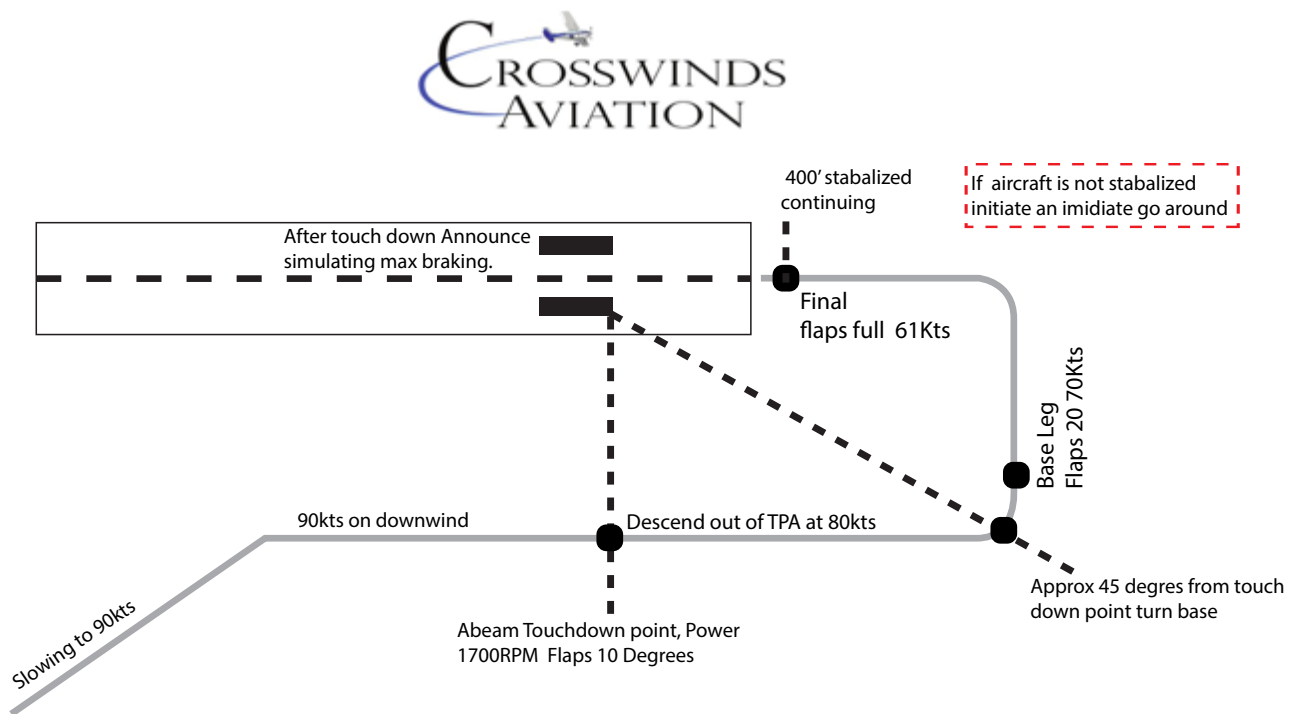 CROSSWINDS
AVIATION
400' stabalized
continuing
If aircraft is not stabalized
initiate an imidiate go around
After touch down Announce
simulating max braking.
Final
flaps full 61Kts
Base Leg
Flaps 20 70Kts
90kts on downwind
Descend out of TPA at 80kts
Approx 45 degres from touch
down point turn base
Slowing to 90kts
Abeam Touchdown point, Power
1700RPM Flaps 10 Degrees